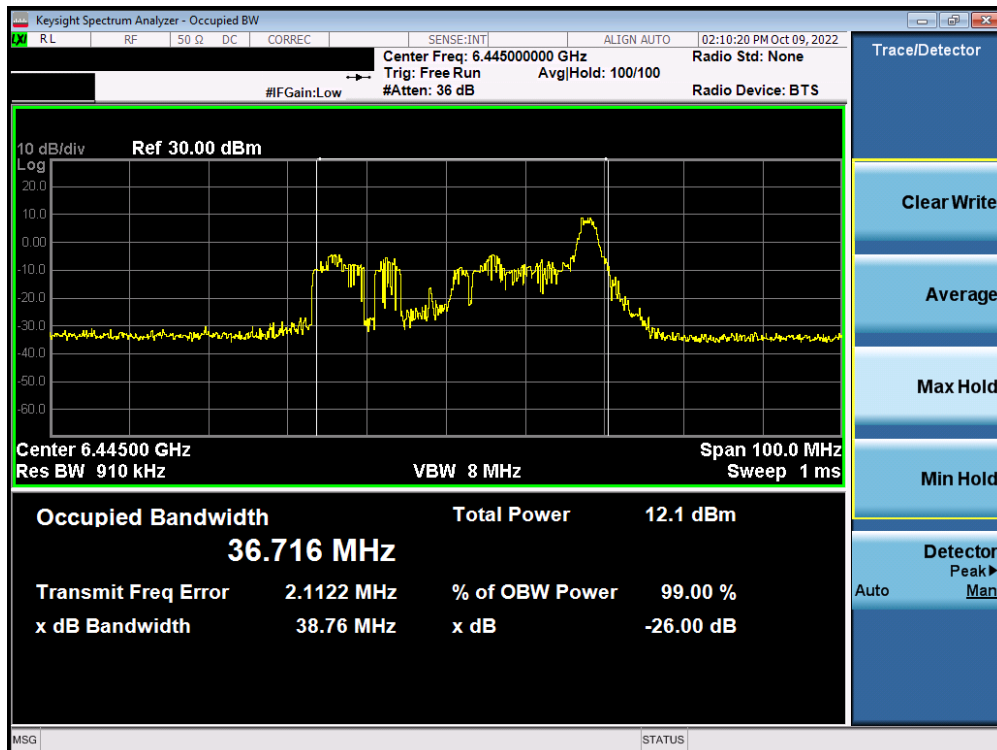 Keysight Spectrum Analyzer - Occupied BW
LXI RL RF 50 Ω DC CORREC SENSE:INT ALIGN AUTO 02:10:20 PM Oct 09, 2022
Center Freq: 6.445000000 GHz Radio Std: None
Trig: Free Run Avg|Hold: 100/100
#IFGain:Low #Atten: 36 dB Radio Device: BTS
10 dB/div Ref 30.00 dBm
Log
20.0
10.0
0.00
-10.0
-20.0
-30.0
-40.0
-50.0
-60.0
Center 6.44500 GHz Span 100.0 MHz
Res BW 910 kHz VBW 8 MHz Sweep 1 ms
Occupied Bandwidth Total Power 12.1 dBm
36.716 MHz
Transmit Freq Error 2.1122 MHz % of OBW Power 99.00 %
x dB Bandwidth 38.76 MHz x dB -26.00 dB
MSG STATUS
Trace/Detector
Clear Write
Average
Max Hold
Min Hold
Detector
Peak▶
Auto Man